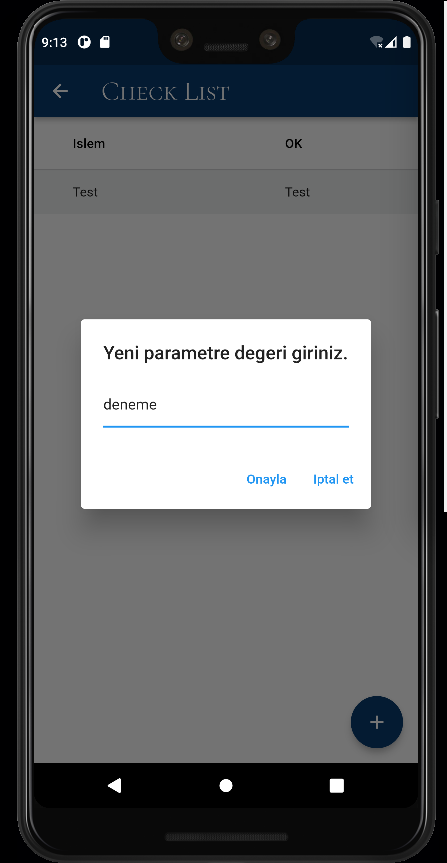 9:13
Check List
Islem OK
Test Test
Yeni parametre degeri giriniz.
deneme
Onayla Iptal et